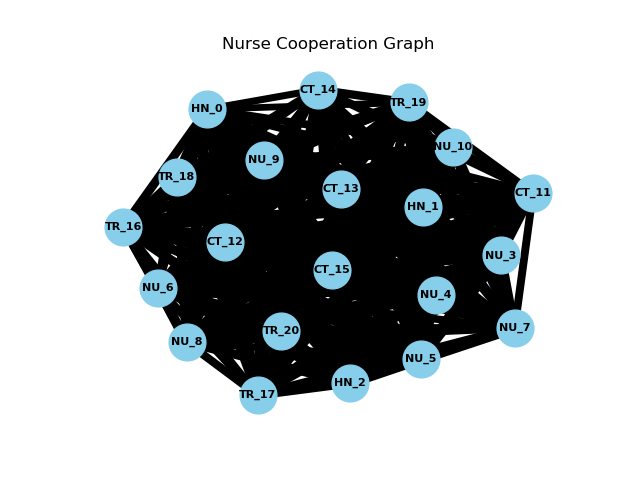 Nurse Cooperation Graph
CT_14
TR_19
HN_0
NU_10
NU_9
TR_18
CT_13
CT_11
HN_1
TR_16
CT_12
NU_3
CT_15
NU_6
NU_4
NU_7
TR_20
NU_8
NU_5
HN_2
TR_17